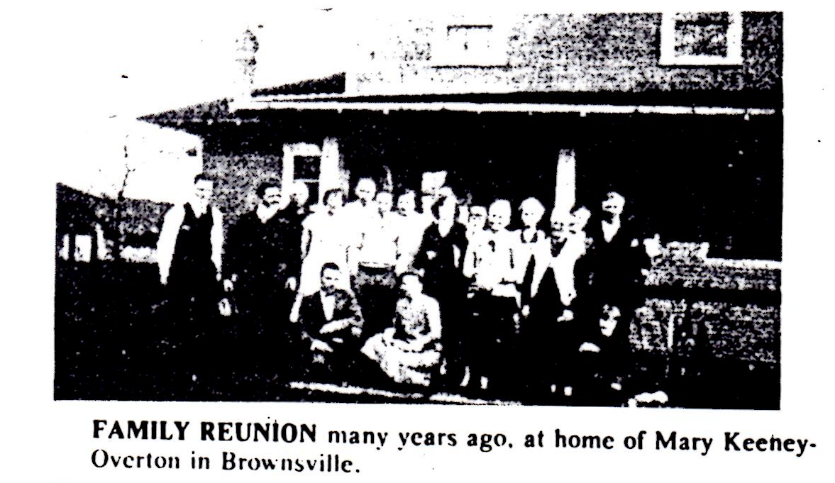 FAMILY REUNION many years ago, at home of Mary Keeney-
Overton in Brownsville.